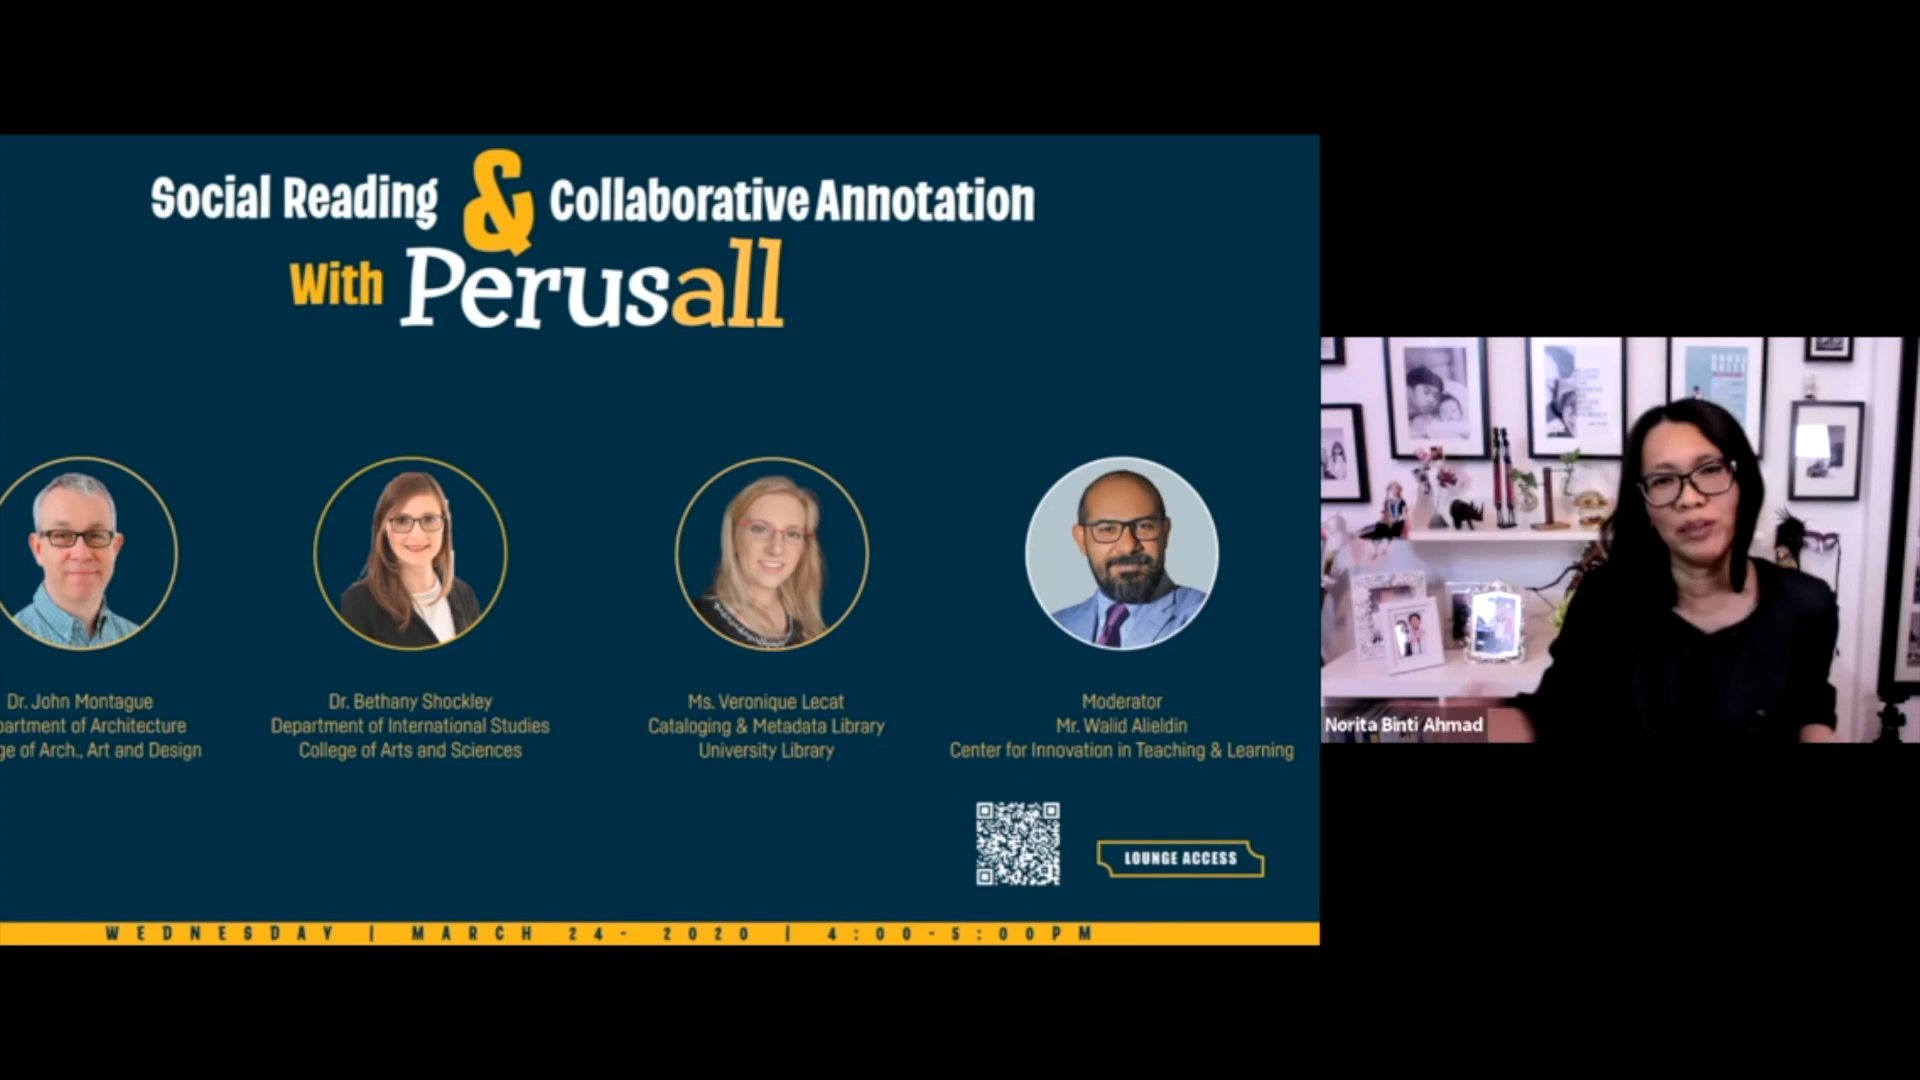 Social Reading & Collaborative Annotation
With Perusall
Dr. John Montague
partment of Architecture
ge of Arch., Art and Design
Dr. Bethany Shockley
Department of International Studies
College of Arts and Sciences
Ms. Veronique Lecat
Cataloging & Metadata Library
University Library
Moderator
Mr. Walid Alieldin
Center for Innovation in Teaching & Learning
LOUNGE ACCESS
WEDNESDAY | MARCH 24- 2020 | 4:00-5:00PM
Norita Binti Ahmad